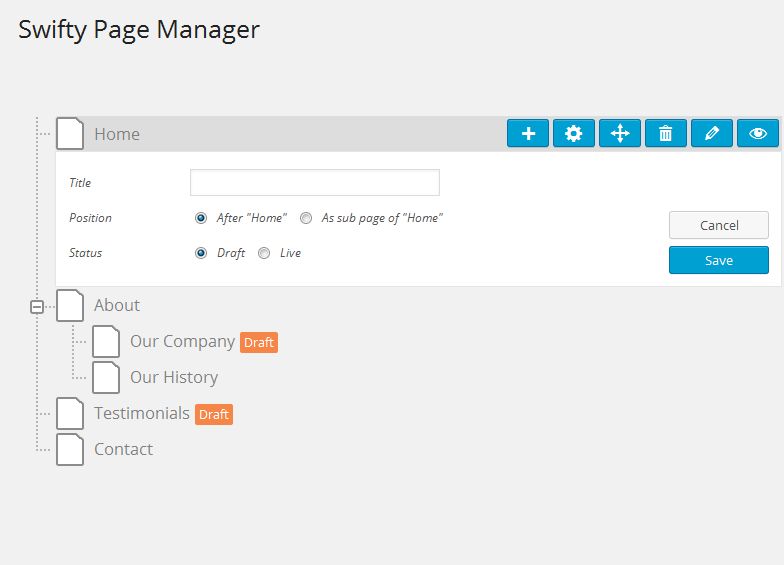 Swifty Page Manager
Home
Title
Position After "Home" As sub page of "Home"
Cancel
Status Draft Live
Save
About
Our Company Draft
Our History
Testimonials Draft
Contact